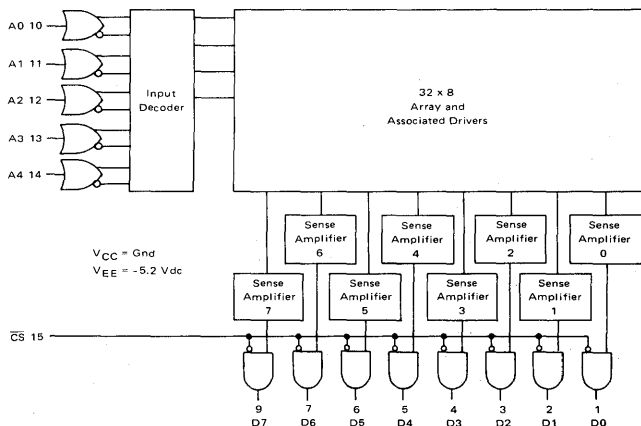 A0 10
A1 11
A2 12
A3 13
A4 14
Input
Decoder
32 x 8
Array and
Associated Drivers
VCC = Gnd
VEE = -5.2 Vdc
Sense
Amplifier
6
Sense
Amplifier
4
Sense
Amplifier
2
Sense
Amplifier
0
Sense
Amplifier
7
Sense
Amplifier
5
Sense
Amplifier
3
Sense
Amplifier
1
C̅S̅ 15
9 7 6 5 4 3 2 1
D7 D6 D5 D4 D3 D2 D1 D0